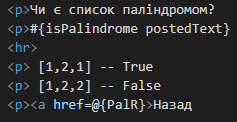 <p>Чи є список паліндромом?
<p>#{isPalindrome postedText}
<hr>
<p> [1,2,1] -- True
<p> [1,2,2] -- False
<p><a href=@{PalR}>Назад